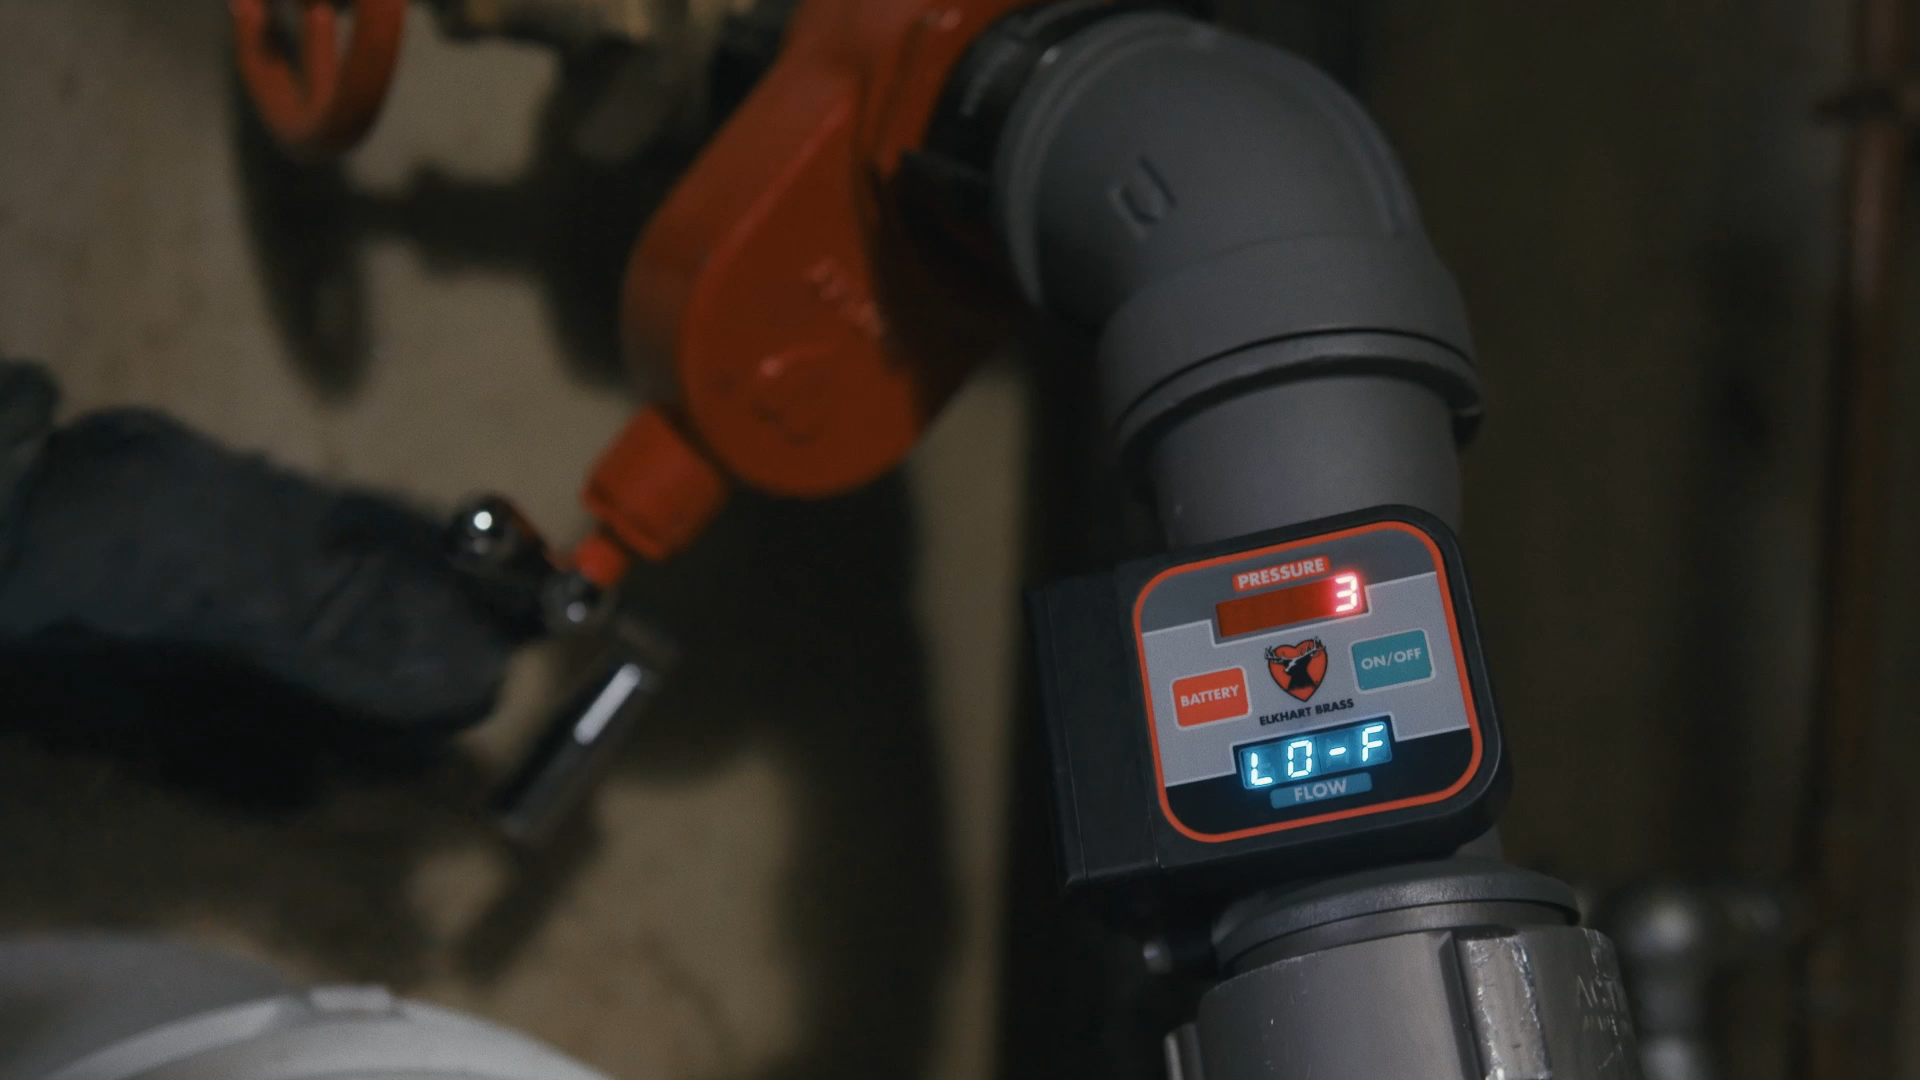 PRESSURE
3
BATTERY
ON/OFF
ELKHART BRASS
LO-F
FLOW